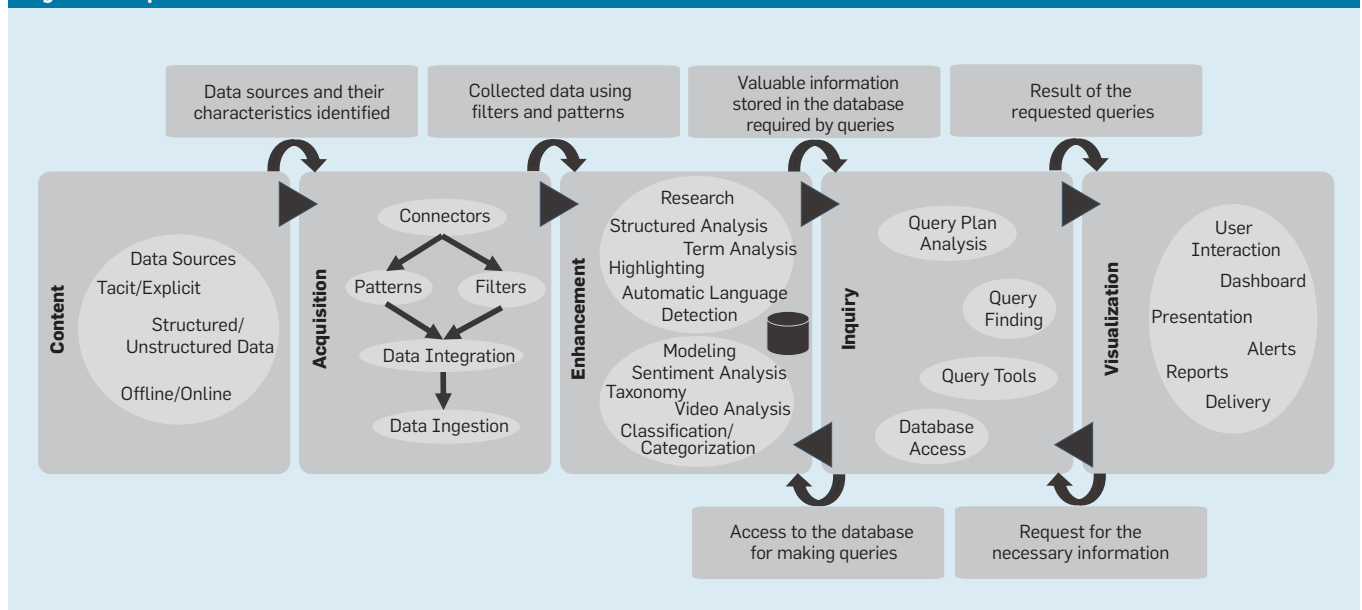 Data sources and their
characteristics identified
Collected data using
filters and patterns
Valuable information
stored in the database
required by queries
Result of the
requested queries
Content
Data Sources
Tacit/Explicit
Structured/
Unstructured Data
Offline/Online
Acquisition
Connectors
Patterns
Filters
Data Integration
Data Ingestion
Enhancement
Research
Structured Analysis
Term Analysis
Highlighting
Automatic Language
Detection
Modeling
Sentiment Analysis
Taxonomy
Video Analysis
Classification/
Categorization
Inquiry
Query Plan
Analysis
Query
Finding
Query Tools
Database
Access
Visualization
User
Interaction
Dashboard
Presentation
Alerts
Reports
Delivery
Access to the database
for making queries
Request for the
necessary information